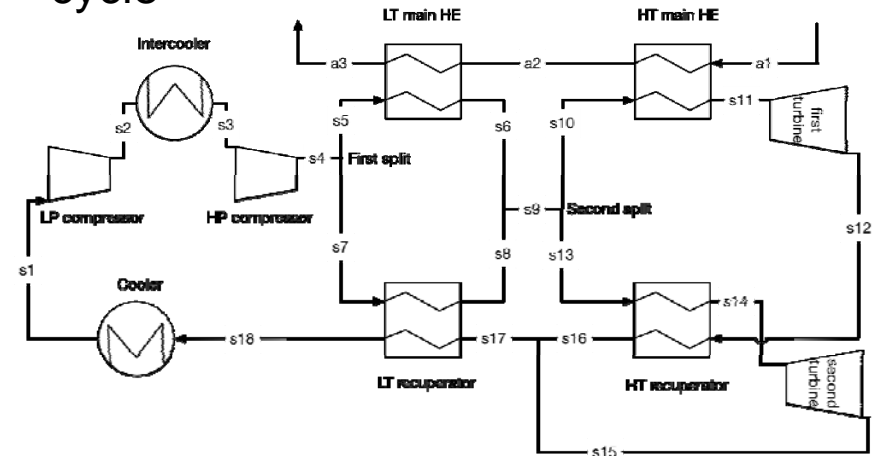 cycle
LT main HE
HT main HE
Intercooler
a3
a2
a1
s2
s3
s5
s6
s10
s11
first
turbine
s4
First split
LP compressor
HP compressor
s9
Second split
s1
s7
s8
s13
s12
Cooler
s14
s18
s17
s16
second
turbine
LT recuperator
HT recuperator
s15